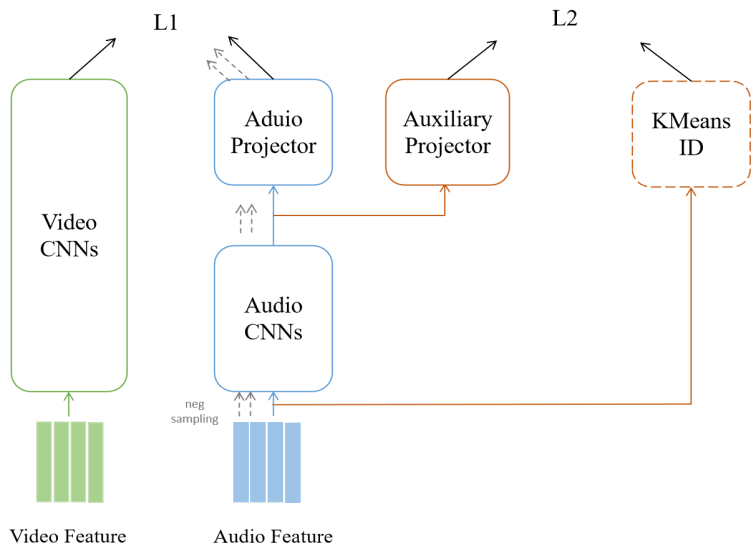 L1
L2
Aduio
Projector
Auxiliary
Projector
KMeans
ID
Video
CNNs
Audio
CNNs
neg
sampling
Video Feature
Audio Feature